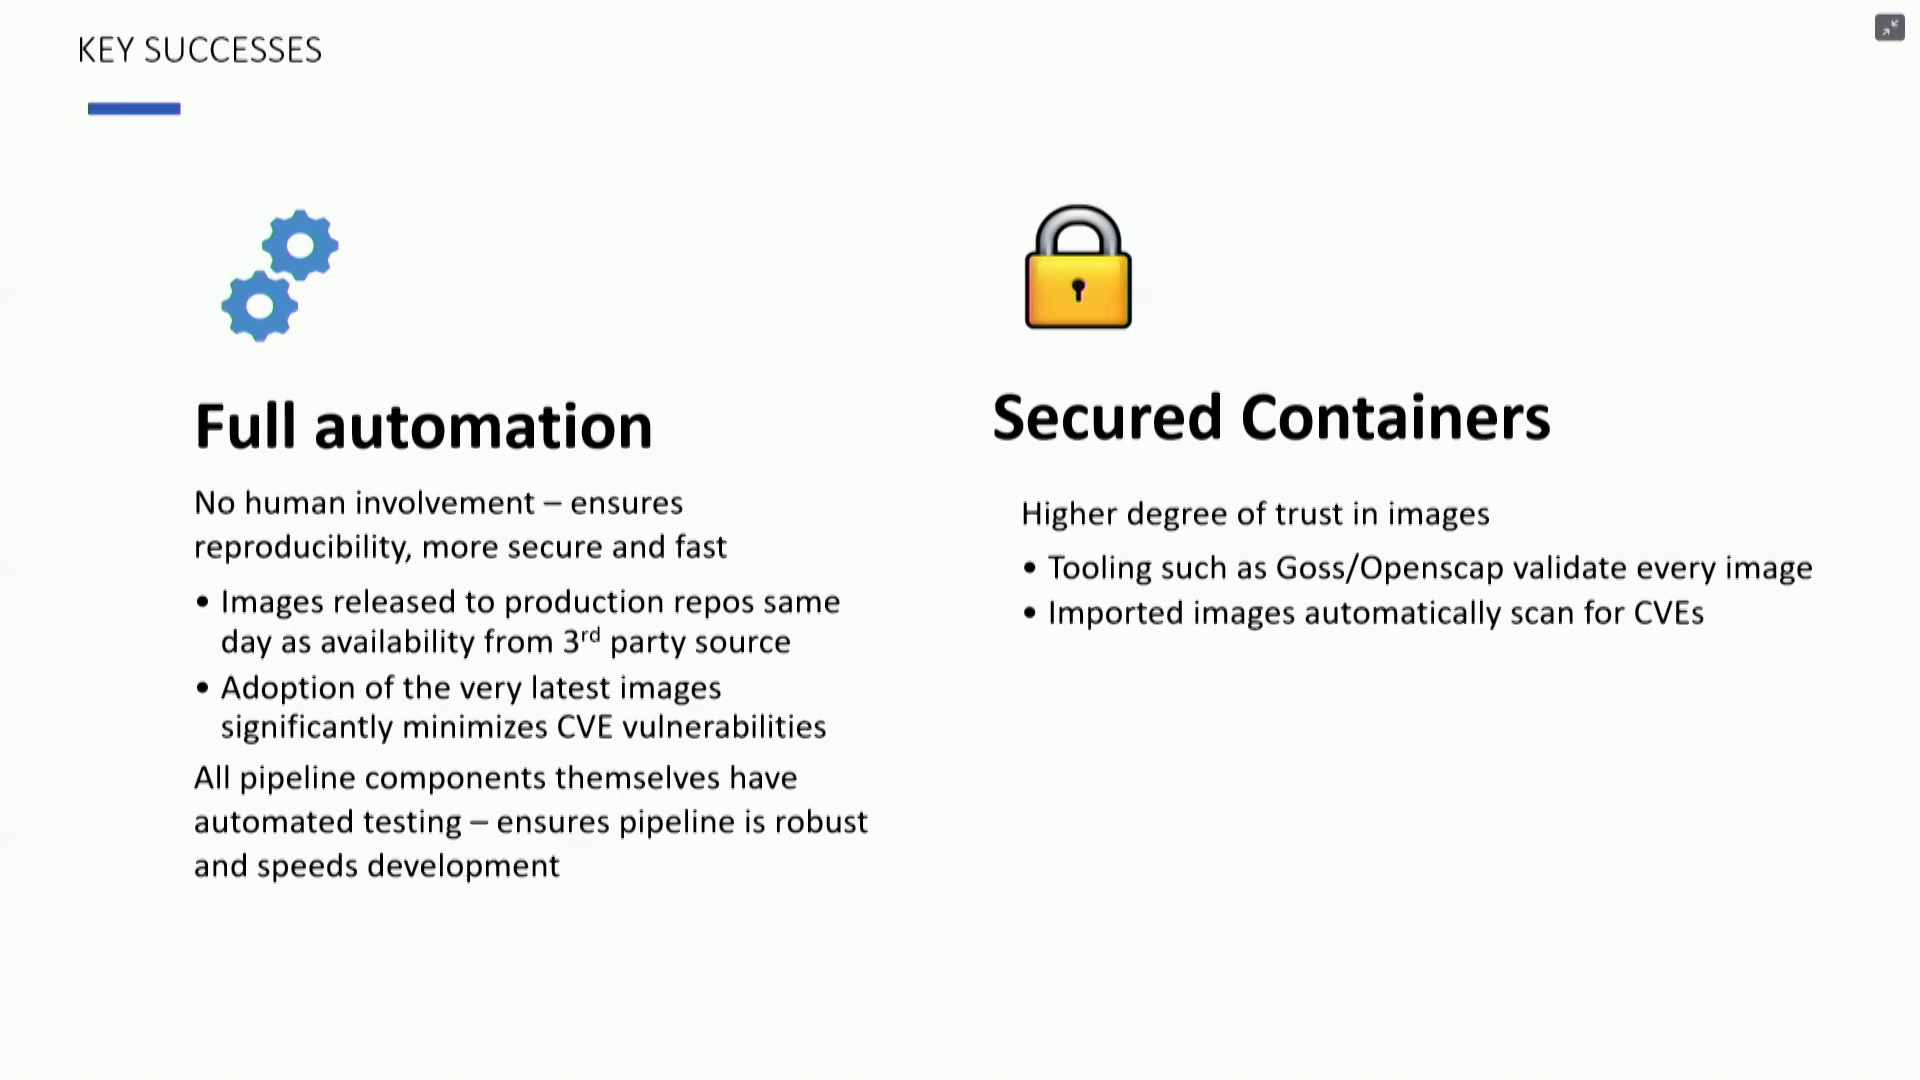 KEY SUCCESSES
Full automation
No human involvement – ensures
reproducibility, more secure and fast
• Images released to production repos same
day as availability from 3rd party source
• Adoption of the very latest images
significantly minimizes CVE vulnerabilities
All pipeline components themselves have
automated testing – ensures pipeline is robust
and speeds development
Secured Containers
Higher degree of trust in images
• Tooling such as Goss/Openscap validate every image
• Imported images automatically scan for CVEs